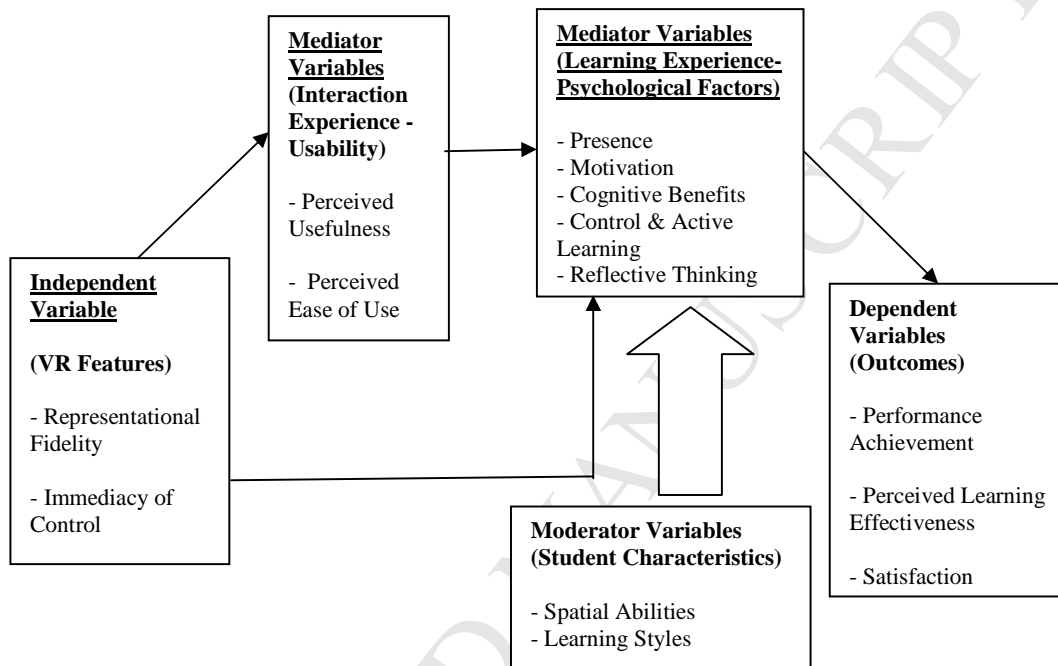 Mediator
Variables
(Interaction
Experience -
Usability)
- Perceived
Usefulness
- Perceived
Ease of Use
Mediator Variables
(Learning Experience-
Psychological Factors)
- Presence
- Motivation
- Cognitive Benefits
- Control & Active
Learning
- Reflective Thinking
Independent
Variable
(VR Features)
- Representational
Fidelity
- Immediacy of
Control
Dependent
Variables
(Outcomes)
- Performance
Achievement
- Perceived Learning
Effectiveness
- Satisfaction
Moderator Variables
(Student Characteristics)
- Spatial Abilities
- Learning Styles